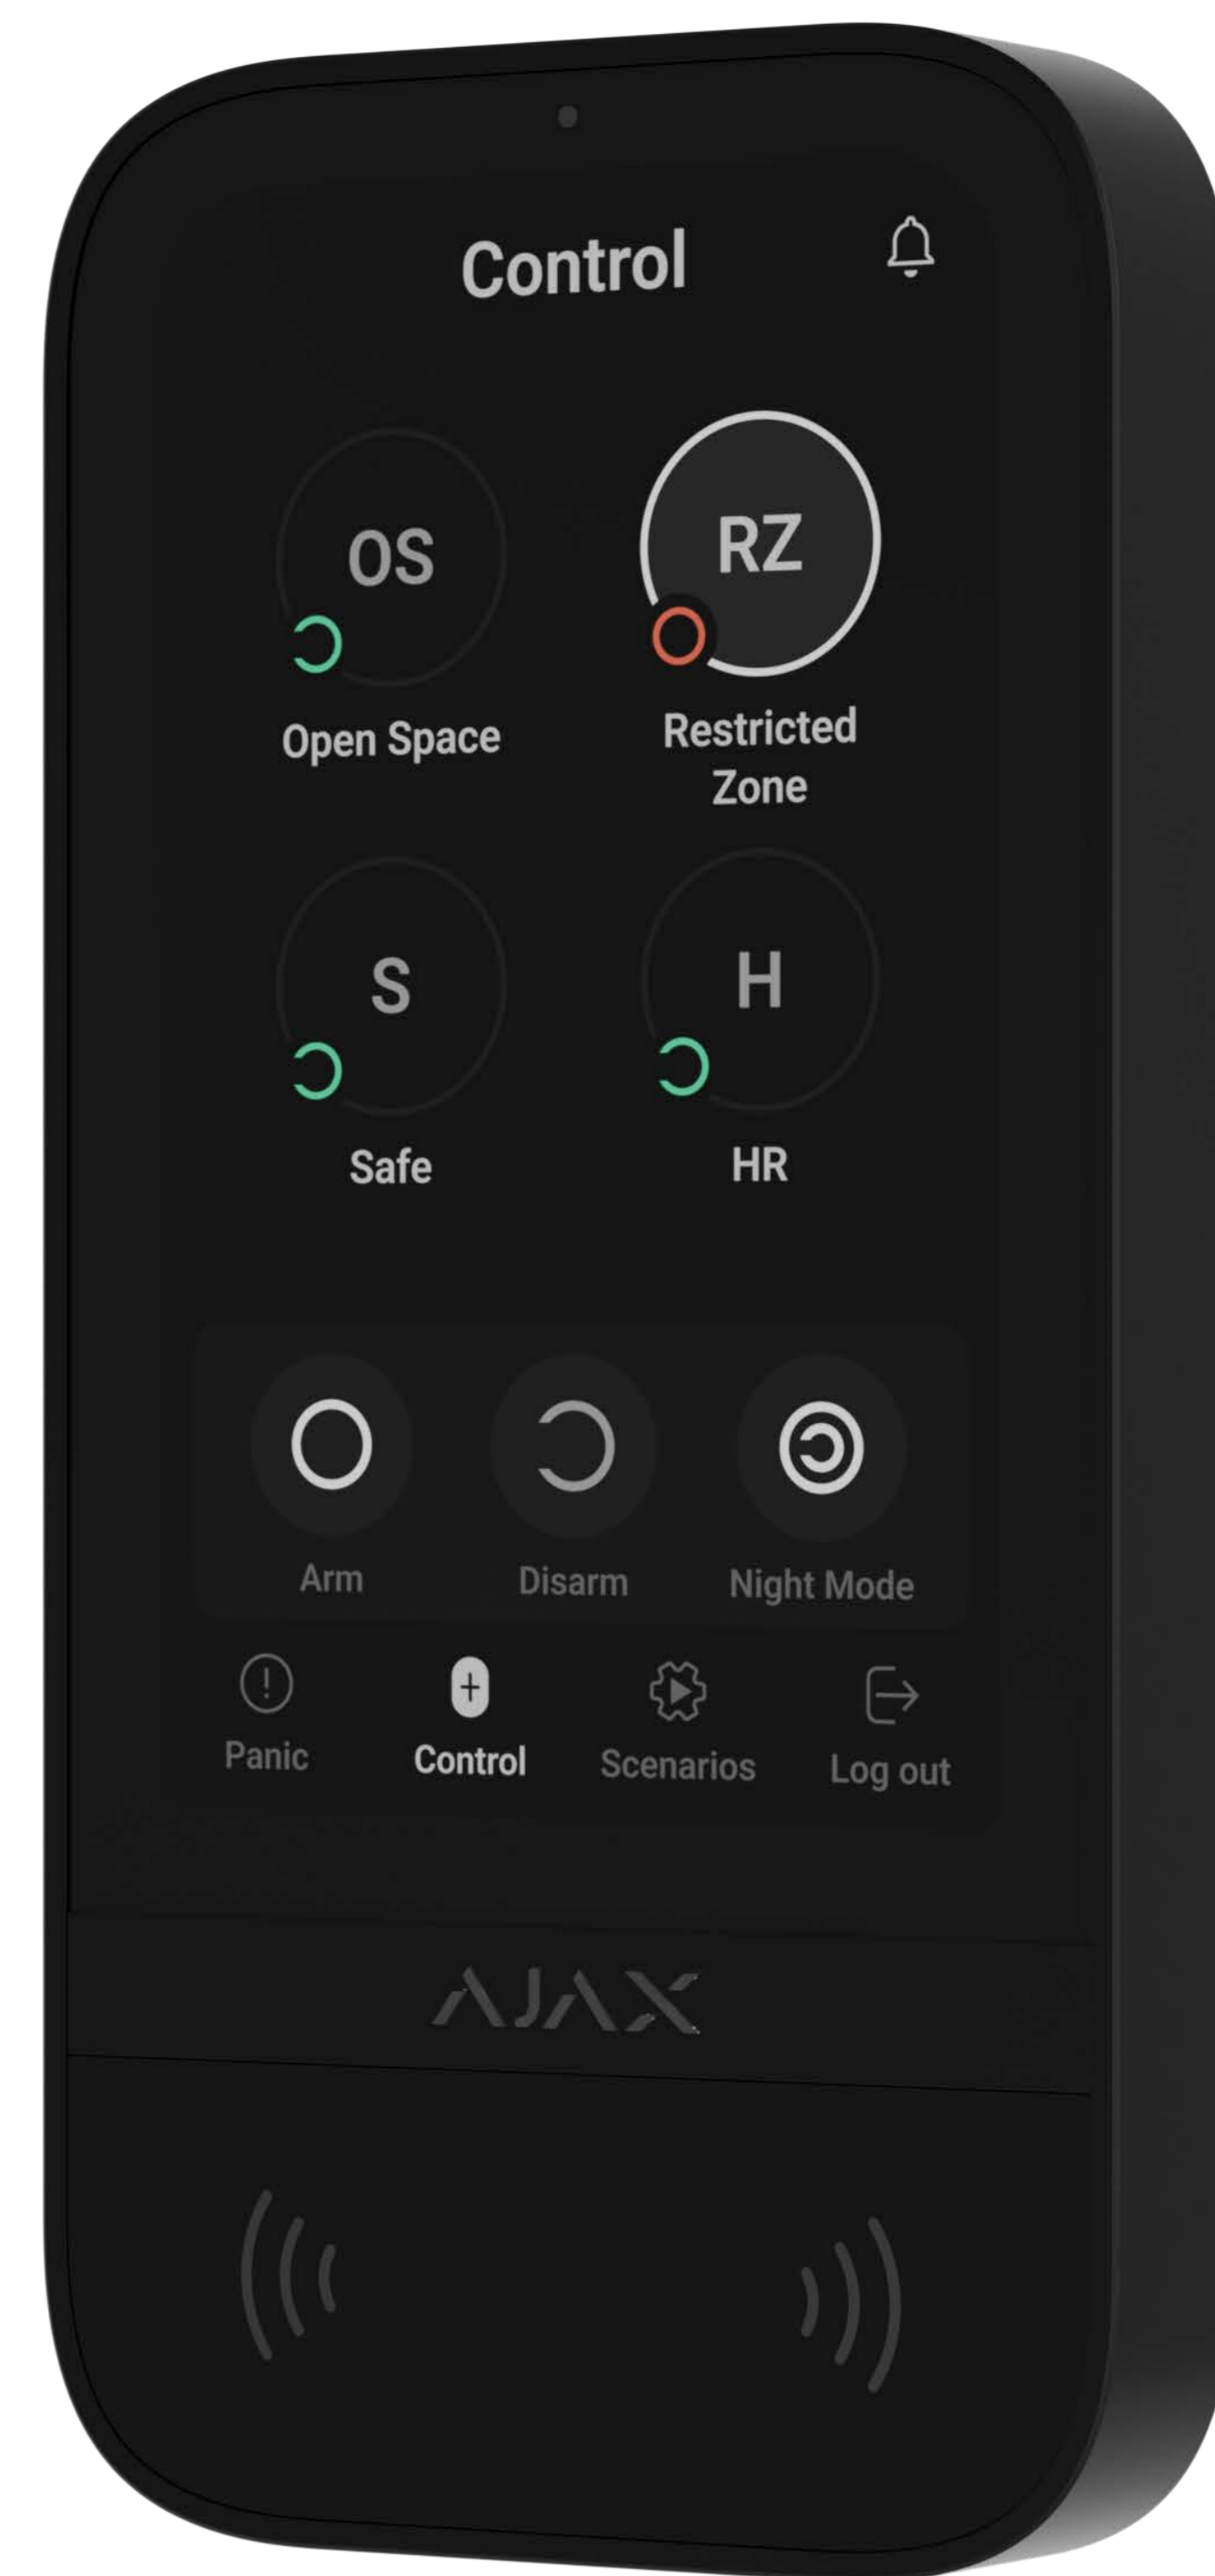 Control
OS
RZ
Open Space
Restricted
Zone
S
H
Safe
HR
Arm
Disarm
Night Mode
Panic
Control
Scenarios
Log out
AJAX